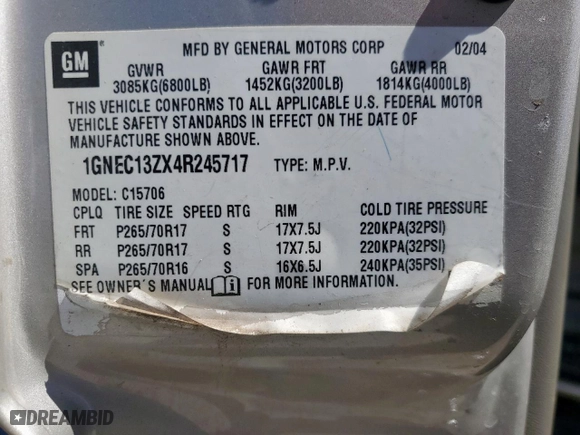 GM
MFD BY GENERAL MOTORS CORP 02/04
GVWR GAWR FRT GAWR RR
3085KG(6800LB) 1452KG(3200LB) 1814KG(4000LB)
THIS VEHICLE CONFORMS TO ALL APPLICABLE U.S. FEDERAL MOTOR
VEHICLE SAFETY STANDARDS IN EFFECT ON THE DATE OF
MANUFACTURE SHOWN ABOVE.
1GNEC13ZX4R245717 TYPE: M.P.V.
MODEL: C15706
CPLQ TIRE SIZE SPEED RTG RIM COLD TIRE PRESSURE
FRT P265/70R17 S 17X7.5J 220KPA(32PSI)
RR P265/70R17 S 17X7.5J 220KPA(32PSI)
SPA P265/70R16 S 16X6.5J 240KPA(35PSI)
SEE OWNER'S MANUAL FOR MORE INFORMATION.
DREAMBID